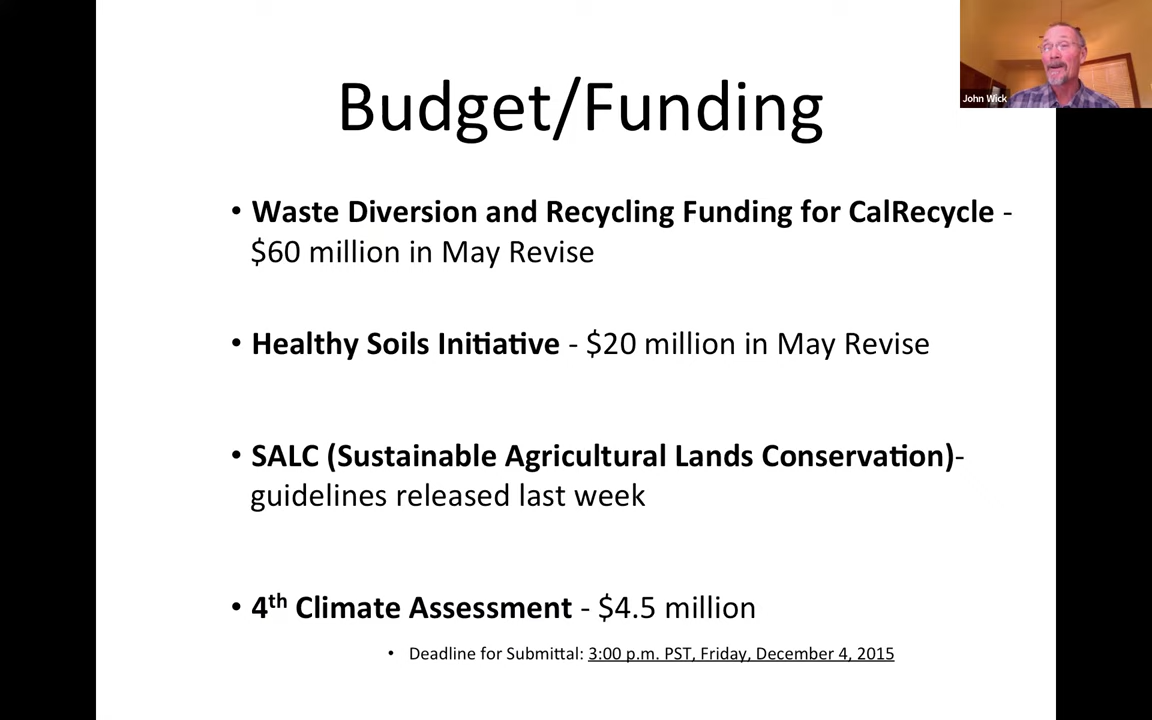 Budget/Funding
John Wick
• Waste Diversion and Recycling Funding for CalRecycle -
$60 million in May Revise
• Healthy Soils Initiative - $20 million in May Revise
• SALC (Sustainable Agricultural Lands Conservation)-
guidelines released last week
• 4th Climate Assessment - $4.5 million
• Deadline for Submittal: 3:00 p.m. PST, Friday, December 4, 2015